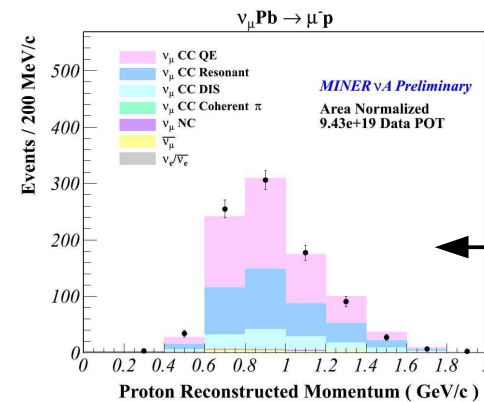 νμPb → μ⁻p
Events / 200 MeV/c
500
400
300
200
100
0
νμ CC QE
νμ CC Resonant
νμ CC DIS
νμ CC Coherent π
νμ NC
ν̅μ
νe/ν̅e
MINERνA Preliminary
Area Normalized
9.43e+19 Data POT
0 0.2 0.4 0.6 0.8 1 1.2 1.4 1.6 1.8
Proton Reconstructed Momentum ( GeV/c )